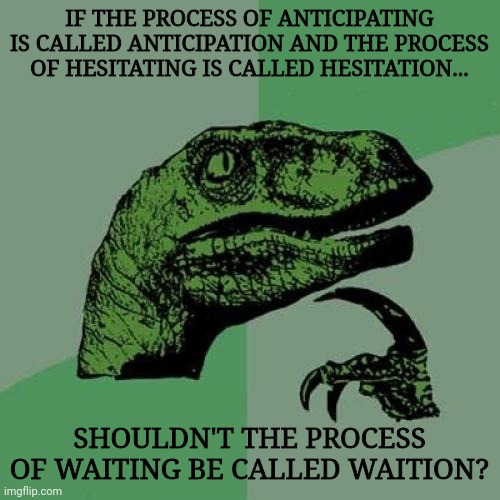 IF THE PROCESS OF ANTICIPATING
IS CALLED ANTICIPATION AND THE PROCESS
OF HESITATING IS CALLED HESITATION...
SHOULDN'T THE PROCESS
OF WAITING BE CALLED WAITION?
imgflip.com